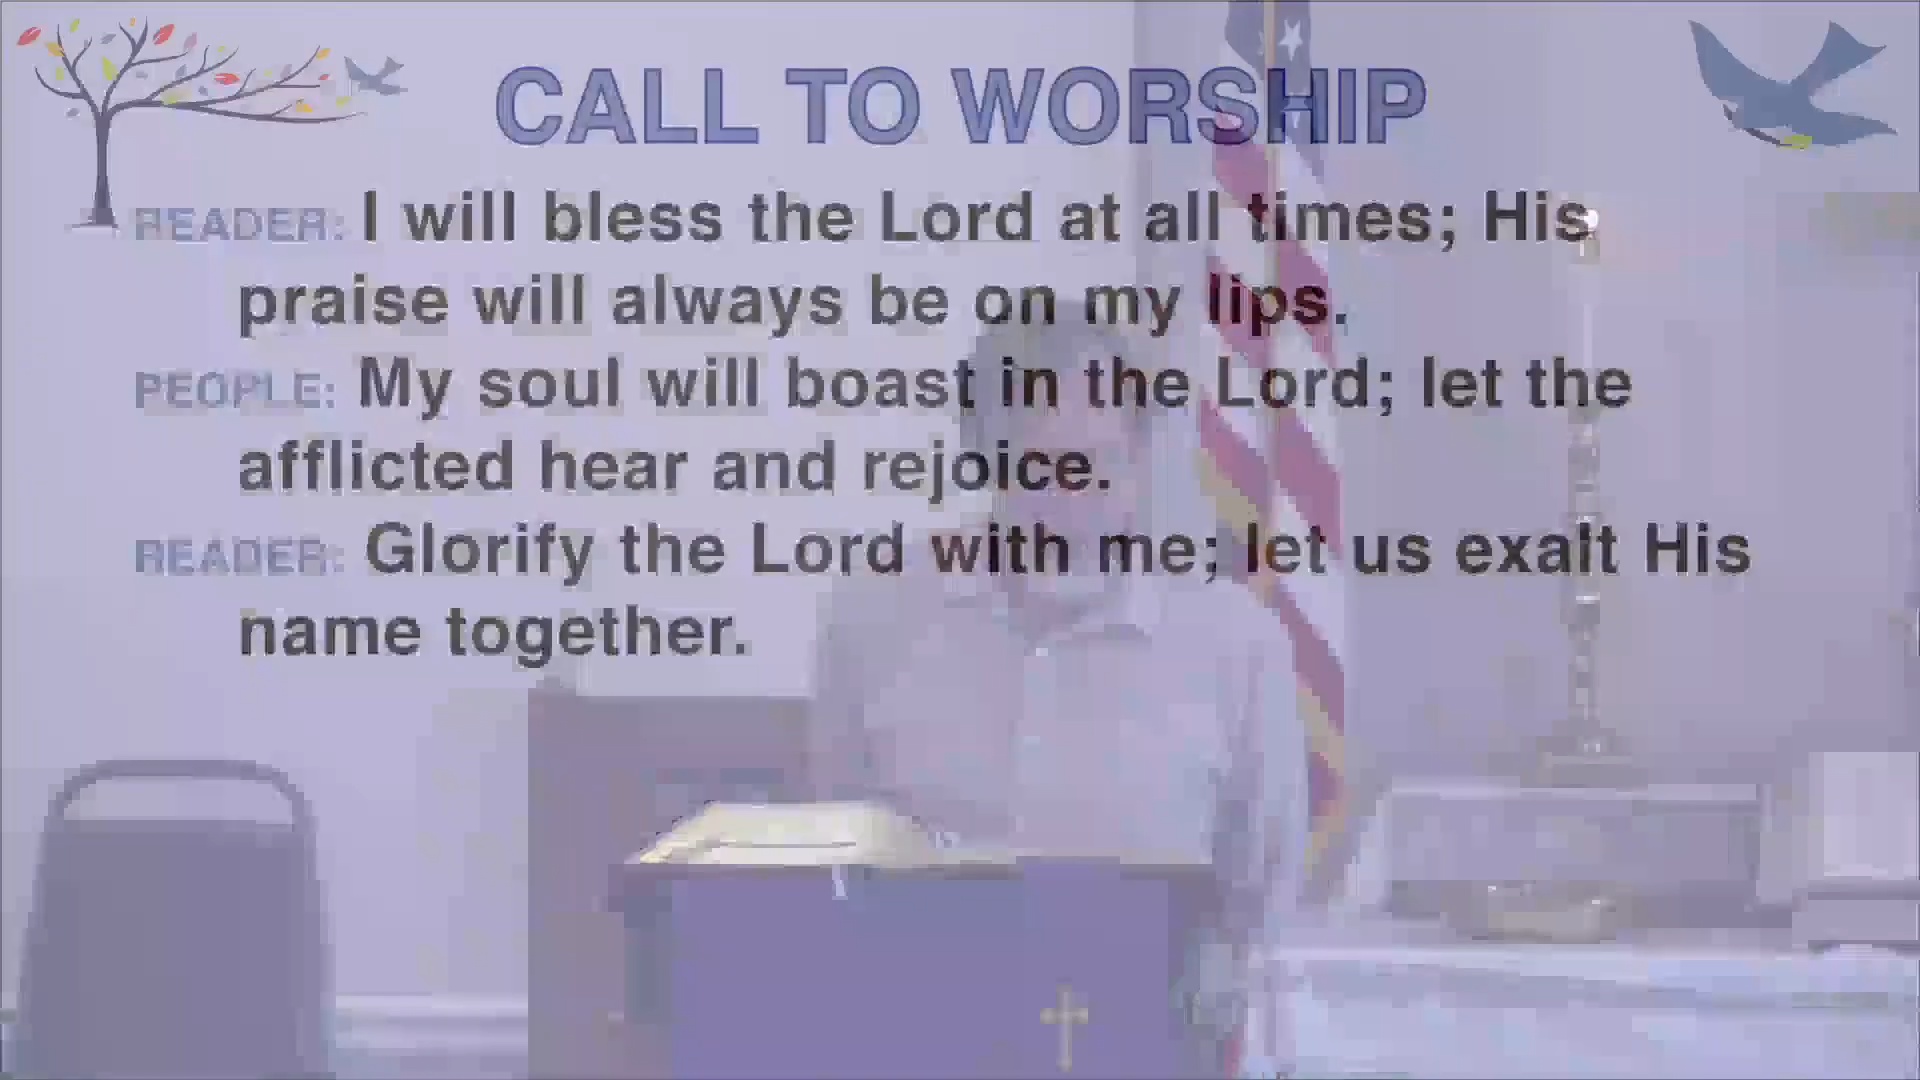 CALL TO WORSHIP
READER: I will bless the Lord at all times; His
praise will always be on my lips.
PEOPLE: My soul will boast in the Lord; let the
afflicted hear and rejoice.
READER: Glorify the Lord with me; let us exalt His
name together.